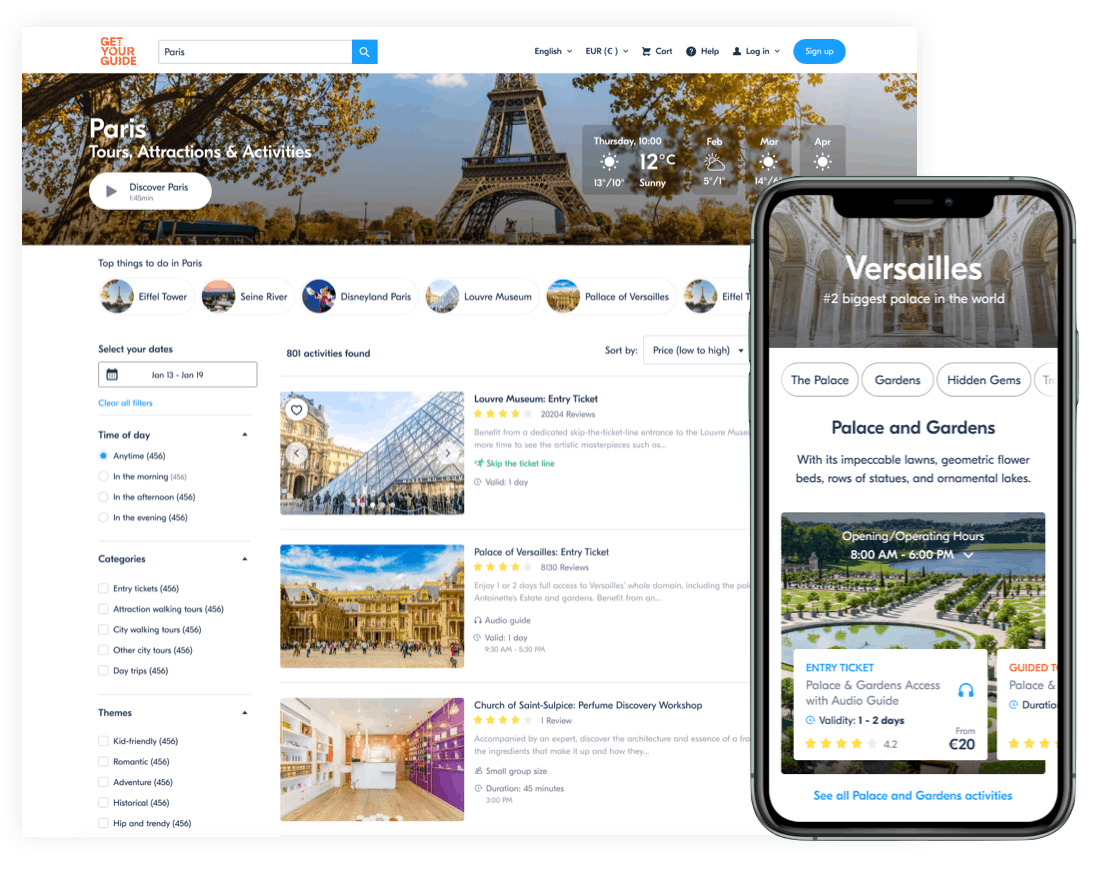 GET
YOUR
GUIDE
Paris
English
EUR (€ )
Cart
Help
Log in
Sign up
Paris
Tours, Attractions & Activities
Discover Paris
1:45min
Thursday, 10:00
12°C
13°/10°
Sunny
Feb
5°/1°
Mar
14°/6°
Apr
Top things to do in Paris
Eiffel Tower
Seine River
Disneyland Paris
Louvre Museum
Pallace of Versailles
Eiffel T
Select your dates
Jan 13 - Jan 19
Clear all filters
Time of day
Anytime (456)
In the morning (456)
In the afternoon (456)
In the evening (456)
Categories
Entry tickets (456)
Attraction walking tours (456)
City walking tours (456)
Other city tours (456)
Day trips (456)
Themes
Kid-friendly (456)
Romantic (456)
Adventure (456)
Historical (456)
Hip and trendy (456)
801 activities found
Sort by:
Price (low to high)
Louvre Museum: Entry Ticket
20204 Reviews
Benefit from a dedicated skip-the-ticket-line entrance to the Louvre Muse
more time to see the artistic masterpieces such as...
Skip the ticket line
Valid: 1 day
Palace of Versailles: Entry Ticket
8130 Reviews
Enjoy 1 or 2 days full access to Versailles' whole domain, including the pal
Antoinette's Estate and gardens. Benefit from an...
Audio guide
Valid: 1 day
9:30 AM - 5:30 PM
Church of Saint-Sulpice: Perfume Discovery Workshop
1 Review
Accompanied by an expert, discover the architecture and essence of a fra
the ingredients that make it up and how they...
Small group size
Duration: 45 minutes
3:00 PM
Versailles
#2 biggest palace in the world
The Palace
Gardens
Hidden Gems
Tr
Palace and Gardens
With its impeccable lawns, geometric flower
beds, rows of statues, and ornamental lakes.
Opening/Operating Hours
8:00 AM - 6:00 PM
ENTRY TICKET
Palace & Gardens Access
with Audio Guide
Validity: 1 - 2 days
4.2
From
€20
GUIDED TO
Palace &
Duratio
See all Palace and Gardens activities